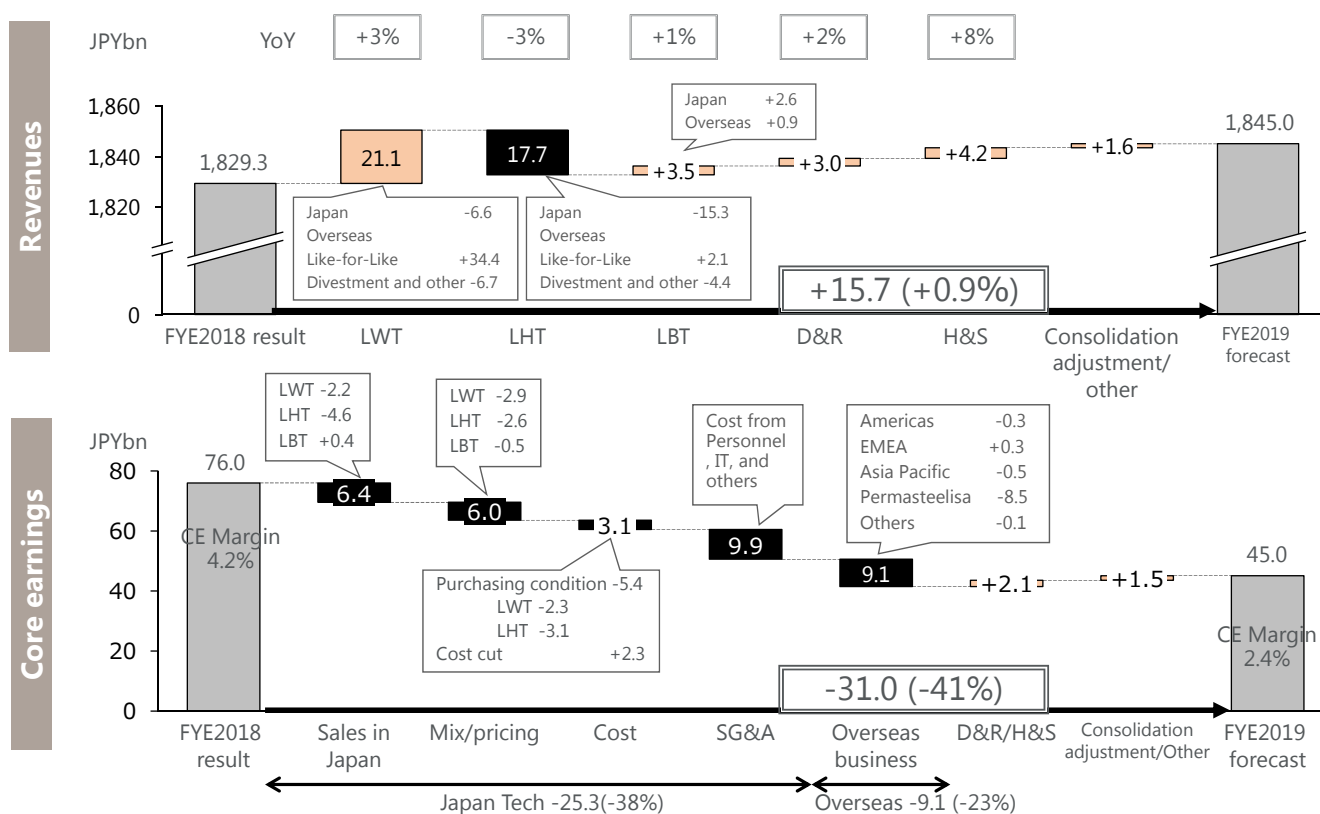 Revenues
JPYbn YoY +3% -3% +1% +2% +8%
1,860
1,840
1,820
0
1,829.3
21.1
17.7
+3.5
+3.0
+4.2
+1.6
1,845.0
Japan +2.6
Overseas +0.9
Japan -6.6
Overseas
Like-for-Like +34.4
Divestment and other -6.7
Japan -15.3
Overseas
Like-for-Like +2.1
Divestment and other -4.4
+15.7 (+0.9%)
FYE2018 result
LWT
LHT
LBT
D&R
H&S
Consolidation
adjustment/
other
FYE2019
forecast
Core earnings
JPYbn
80
60
40
20
0
76.0
CE Margin
4.2%
LWT -2.2
LHT -4.6
LBT +0.4
6.4
LWT -2.9
LHT -2.6
LBT -0.5
6.0
3.1
Purchasing condition -5.4
LWT -2.3
LHT -3.1
Cost cut +2.3
Cost from
Personnel
, IT, and
others
9.9
Americas -0.3
EMEA +0.3
Asia Pacific -0.5
Permasteelisa -8.5
Others -0.1
9.1
+2.1
+1.5
45.0
CE Margin
2.4%
-31.0 (-41%)
FYE2018
result
Sales in
Japan
Mix/pricing
Cost
SG&A
Overseas
business
D&R/H&S
Consolidation
adjustment/Other
FYE2019
forecast
Japan Tech -25.3(-38%)
Overseas -9.1 (-23%)